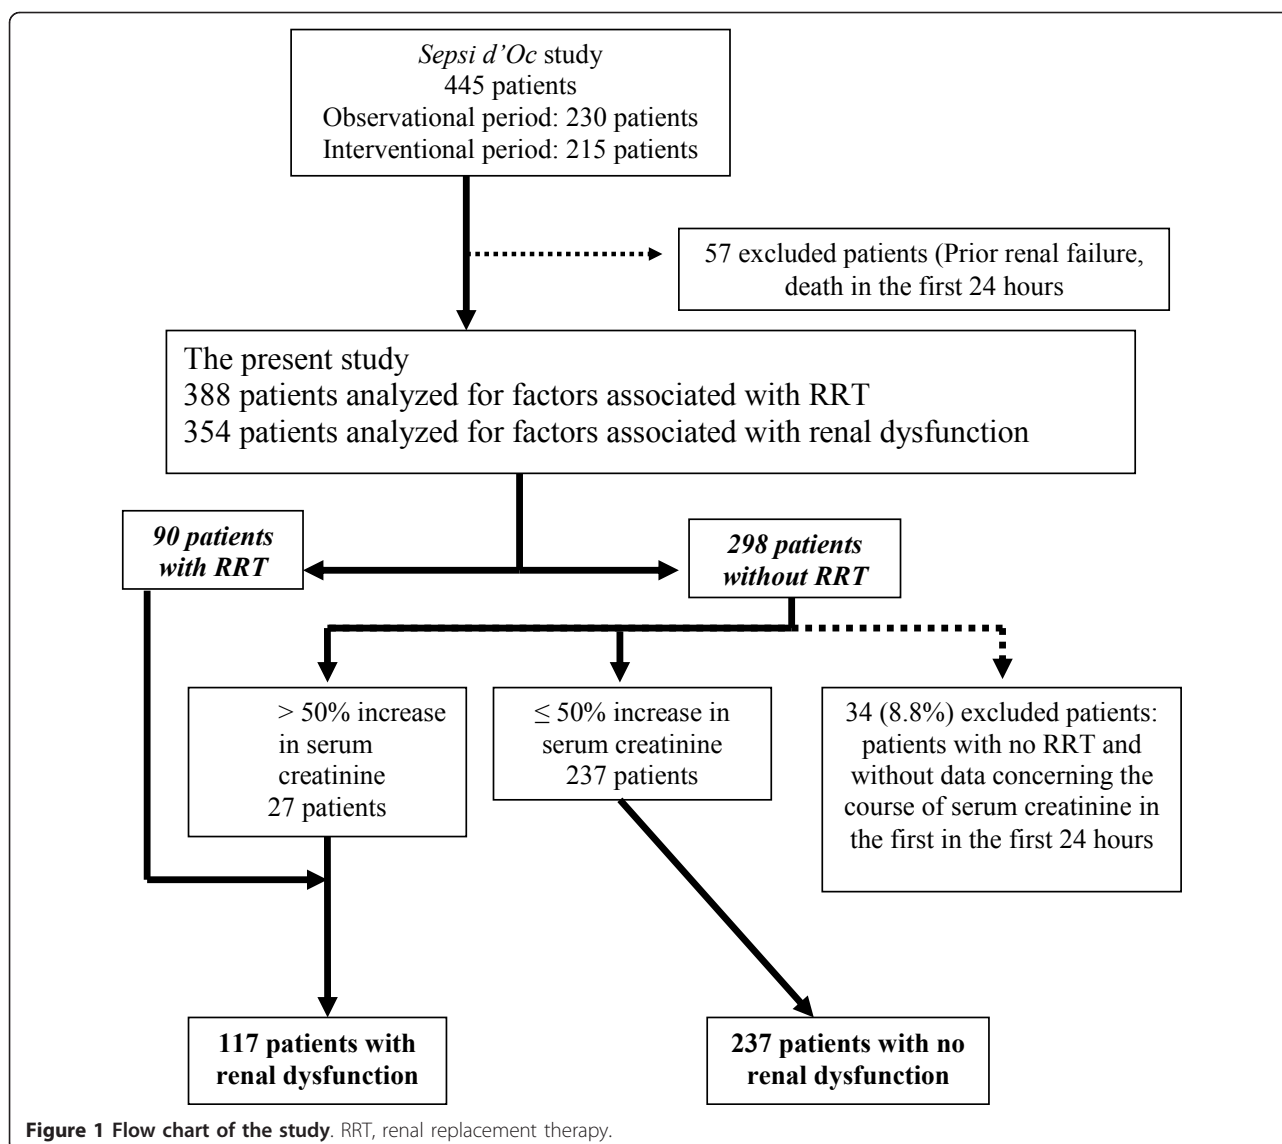 Sepsi d’Oc study
445 patients
Observational period: 230 patients
Interventional period: 215 patients
57 excluded patients (Prior renal failure,
death in the first 24 hours
The present study
388 patients analyzed for factors associated with RRT
354 patients analyzed for factors associated with renal dysfunction
90 patients
with RRT
298 patients
without RRT
> 50% increase
in serum
creatinine
27 patients
≤ 50% increase in
serum creatinine
237 patients
34 (8.8%) excluded patients:
patients with no RRT and
without data concerning the
course of serum creatinine in
the first in the first 24 hours
117 patients with
renal dysfunction
237 patients with no
renal dysfunction
Figure 1 Flow chart of the study. RRT, renal replacement therapy.